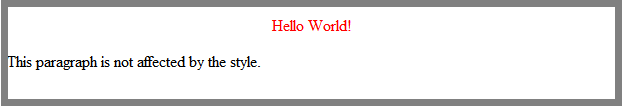 Hello World!
This paragraph is not affected by the style.